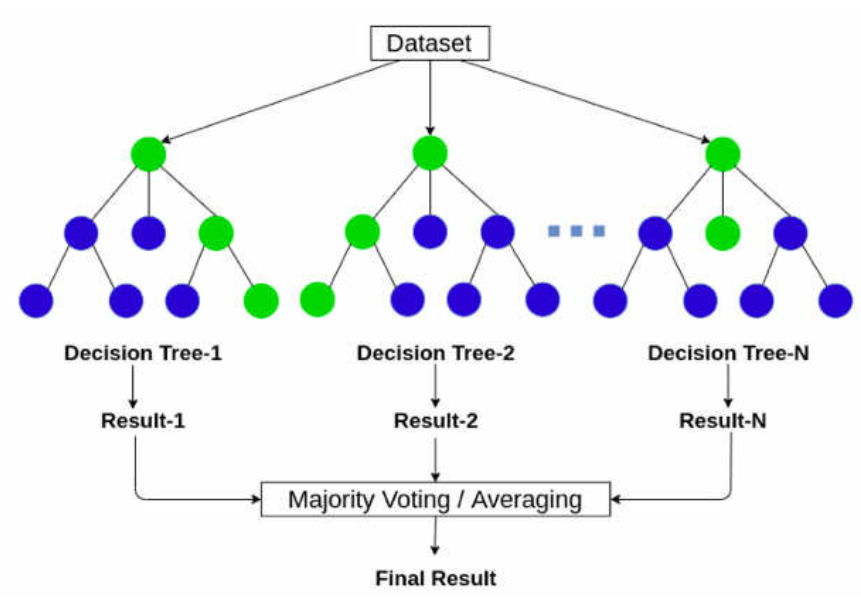 Dataset
Decision Tree-1
Decision Tree-2
Decision Tree-N
Result-1
Result-2
Result-N
Majority Voting / Averaging
Final Result